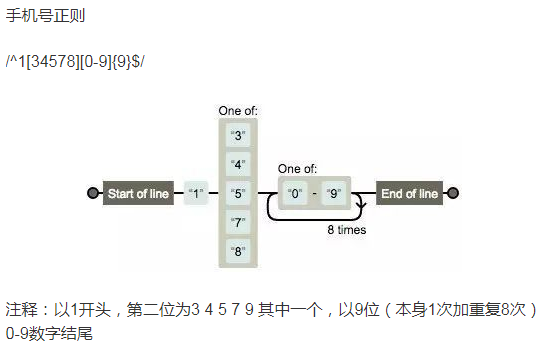 手机号正则
/^1[34578][0-9]{9}$/
One of:
“3”
“4”
Start of line “1” “5” “7” “8”
One of:
“0” - “9”
8 times
End of line
注释：以1开头，第二位为3 4 5 7 9 其中一个，以9位（本身1次加重复8次）
0-9数字结尾